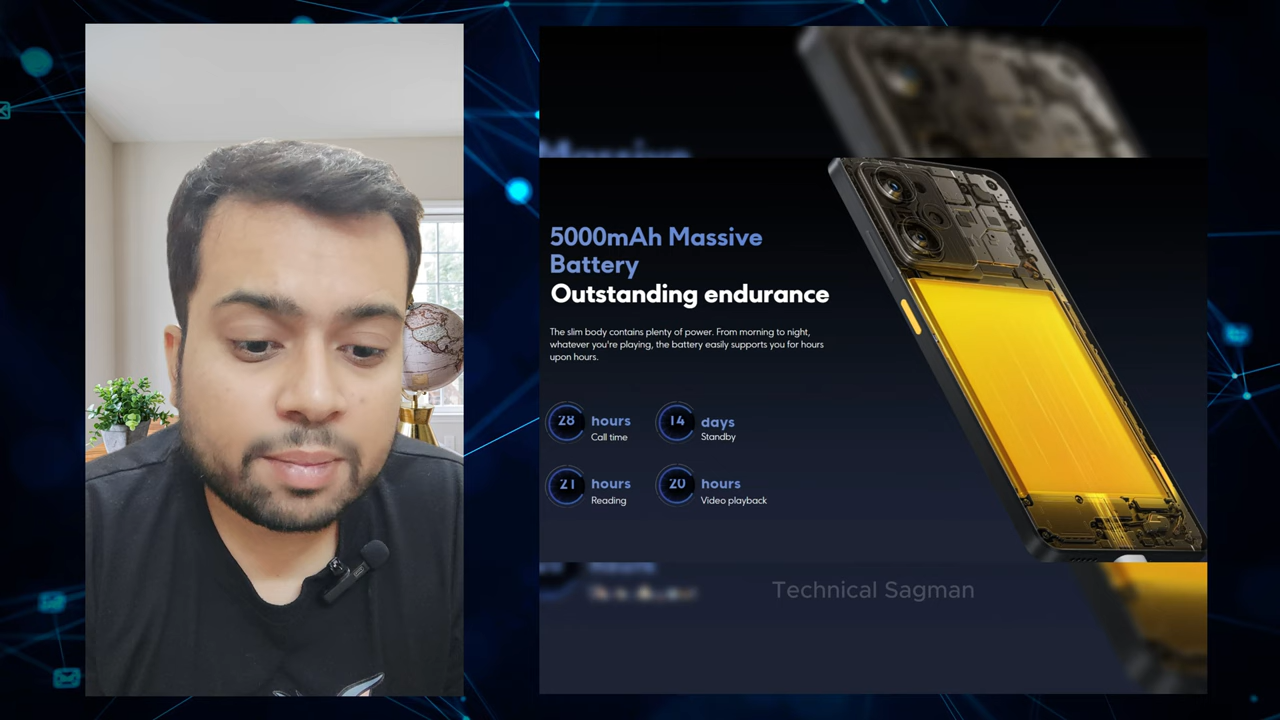 5000mAh Massive
Battery
Outstanding endurance
The slim body contains plenty of power. From morning to night,
whatever you're playing, the battery easily supports you for hours
upon hours.
28 hours
Call time
14 days
Standby
21 hours
Reading
20 hours
Video playback
Technical Sagman